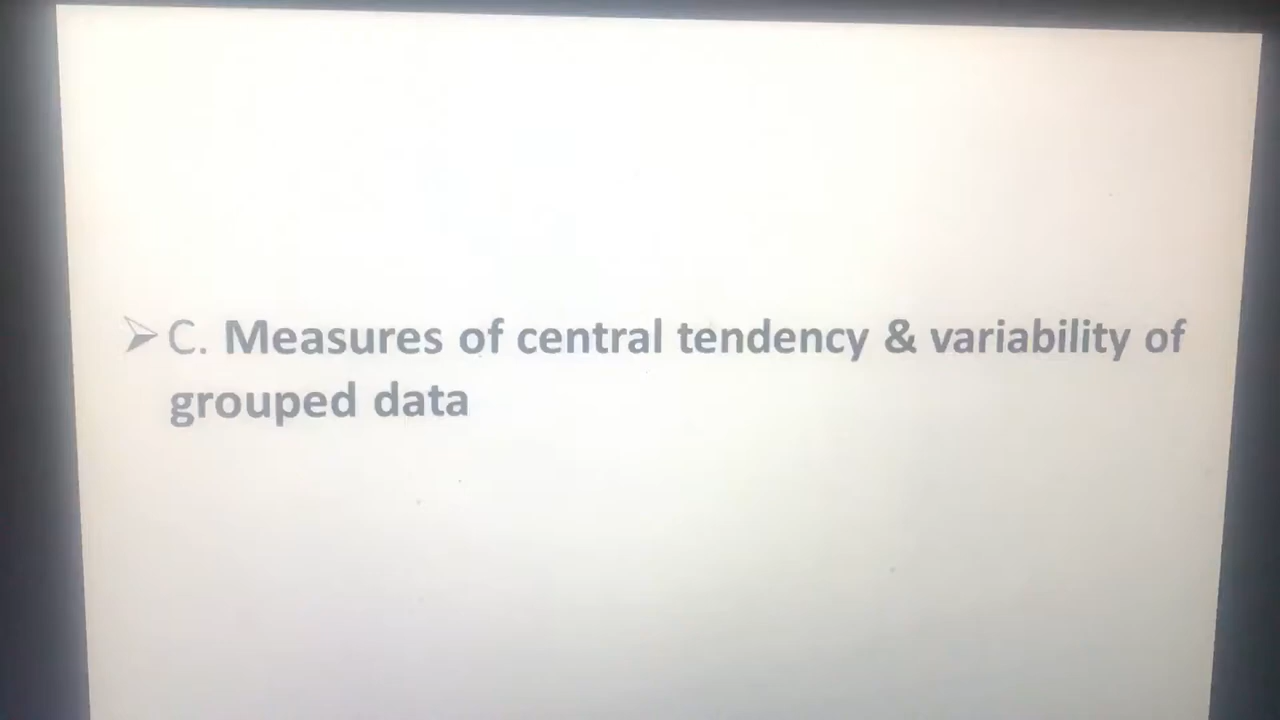 ➢ C. Measures of central tendency & variability of
grouped data